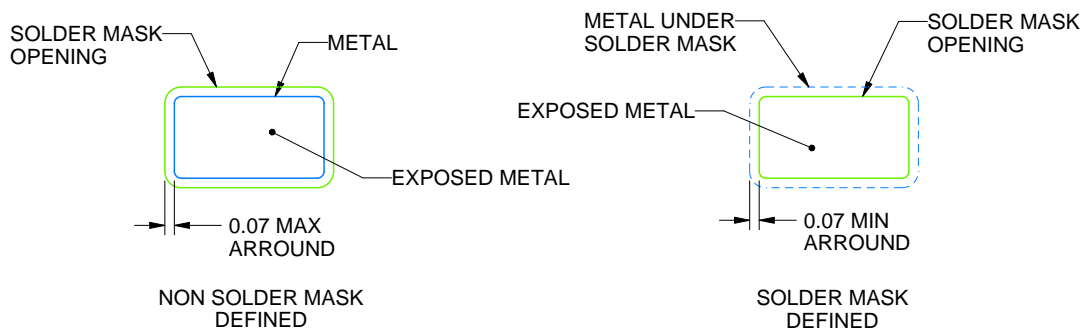 SOLDER MASK
OPENING
METAL
EXPOSED METAL
0.07 MAX
ARROUND
NON SOLDER MASK
DEFINED
METAL UNDER
SOLDER MASK
SOLDER MASK
OPENING
EXPOSED METAL
0.07 MIN
ARROUND
SOLDER MASK
DEFINED